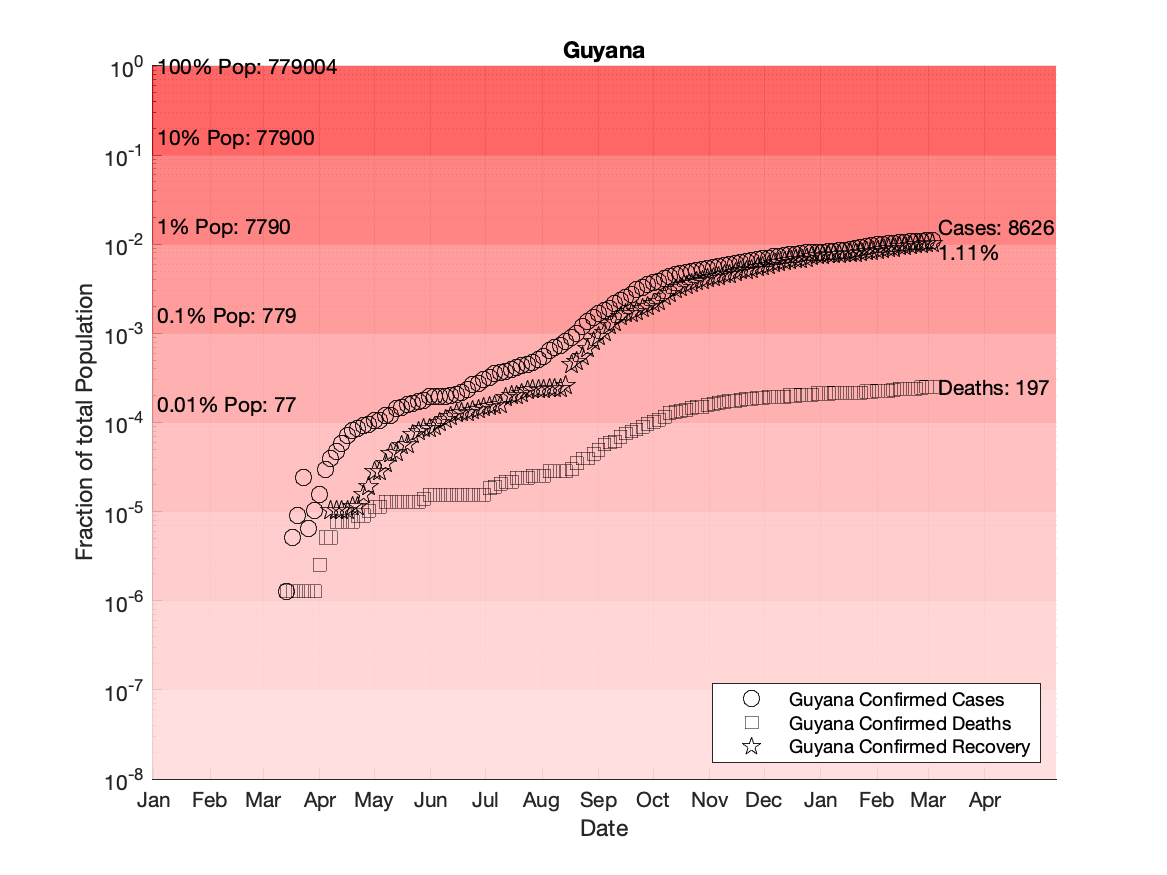 Guyana
10^0
100% Pop: 779004
10% Pop: 77900
10^-1
1% Pop: 7790
Cases: 8626
10^-2
1.11%
0.1% Pop: 779
10^-3
Deaths: 197
0.01% Pop: 77
10^-4
10^-5
10^-6
10^-7
10^-8
Fraction of total Population
Guyana Confirmed Cases
Guyana Confirmed Deaths
Guyana Confirmed Recovery
Jan Feb Mar Apr May Jun Jul Aug Sep Oct Nov Dec Jan Feb Mar Apr
Date